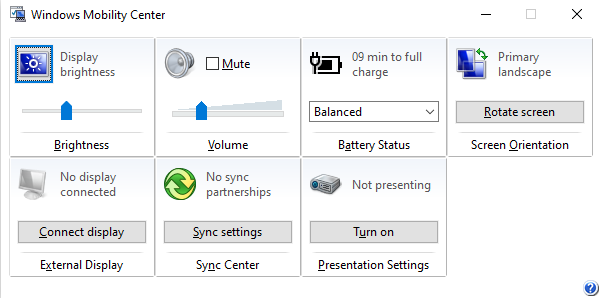 Windows Mobility Center
Display
brightness
Brightness
Mute
Volume
09 min to full
charge
Balanced
Battery Status
Primary
landscape
Rotate screen
Screen Orientation
No display
connected
Connect display
External Display
No sync
partnerships
Sync settings
Sync Center
Not presenting
Turn on
Presentation Settings
?